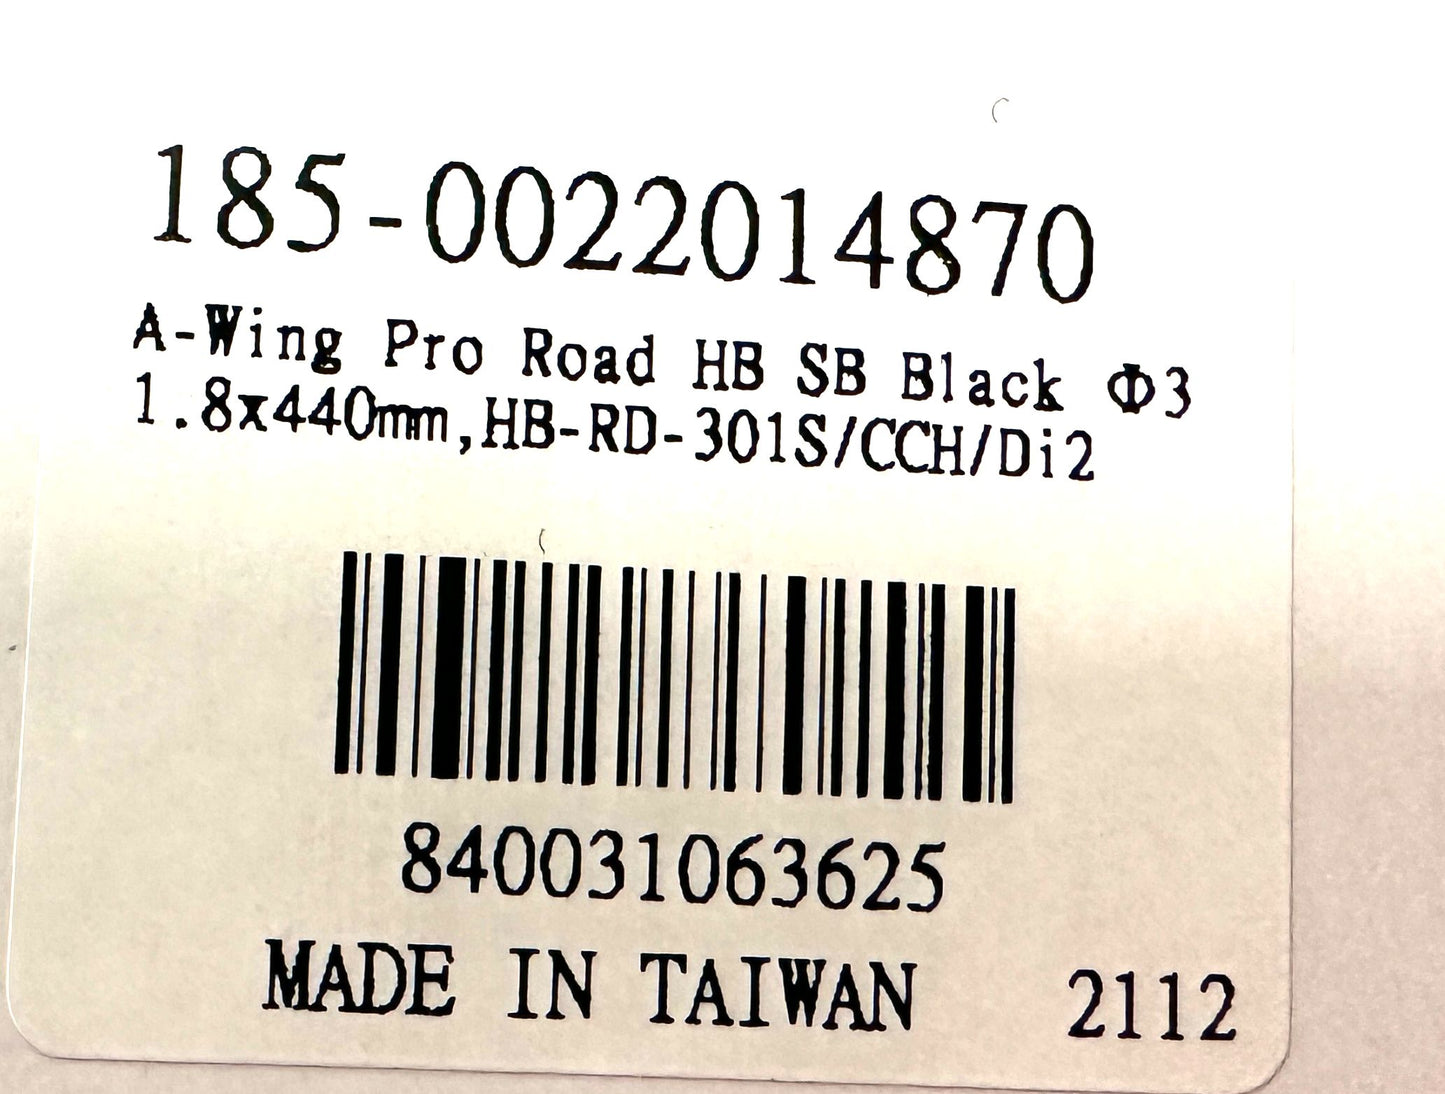 185-0022014870
A-Wing Pro Road HB SB Black Φ3
1.8x440mm,HB-RD-301S/CCH/Di2
840031063625
MADE IN TAIWAN 2112